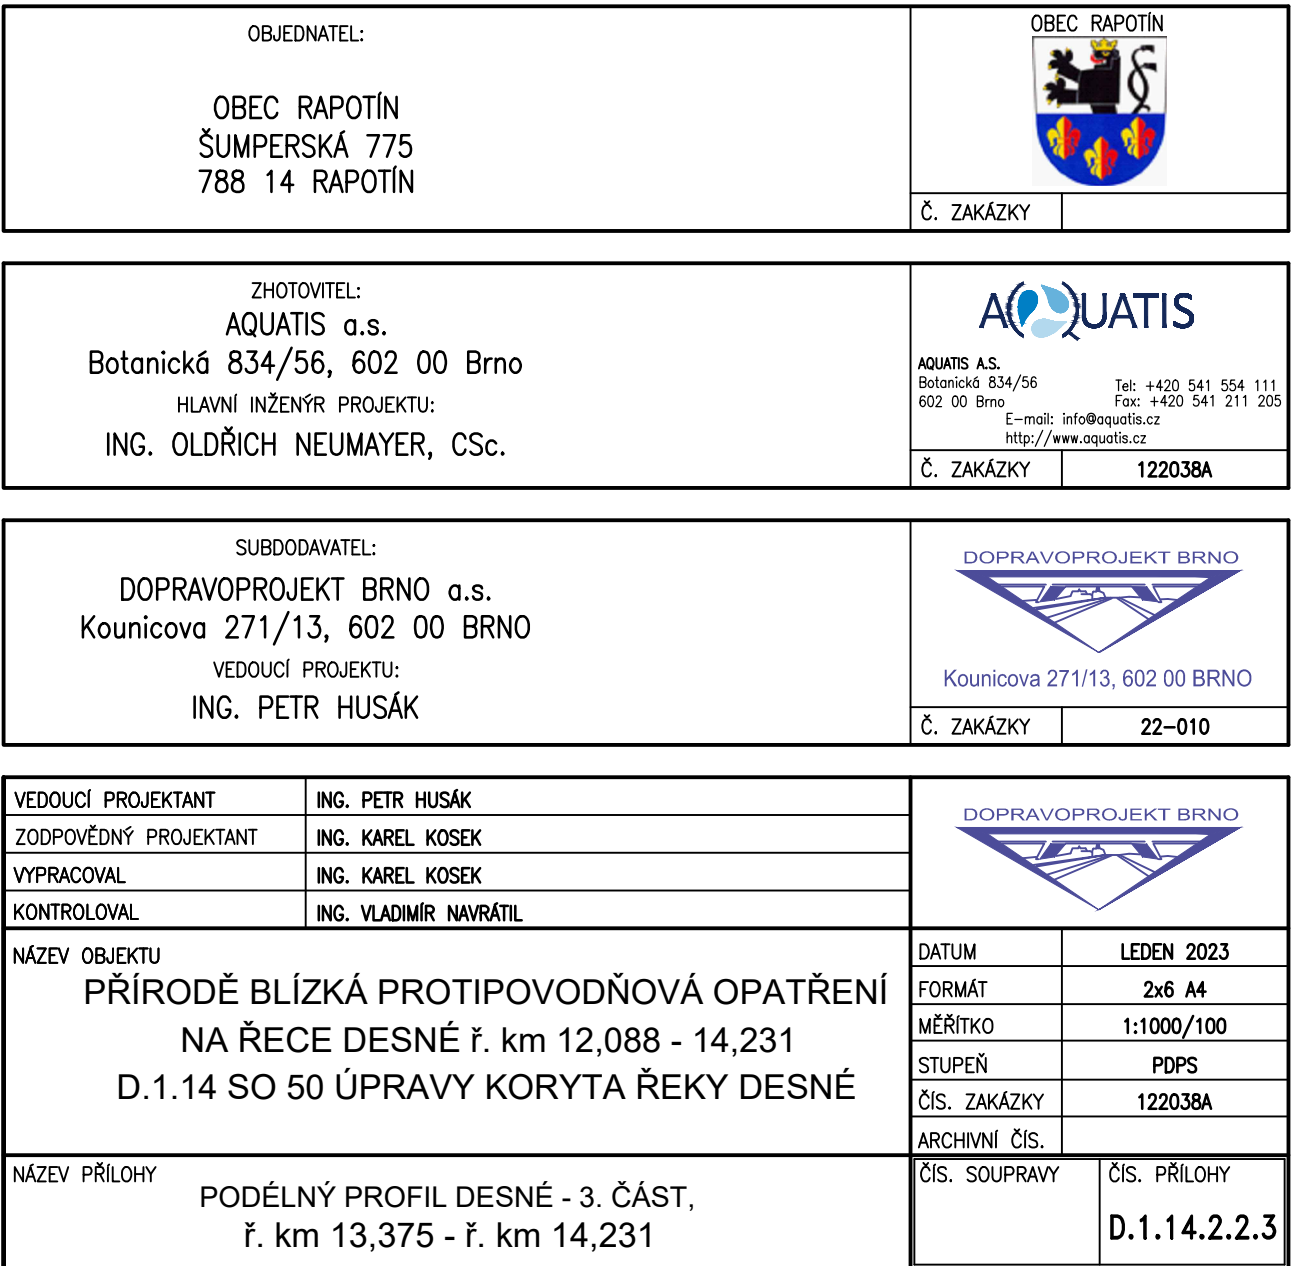 OBJEDNATEL:
OBEC RAPOTÍN
ŠUMPERSKÁ 775
788 14 RAPOTÍN
OBEC RAPOTÍN
Č. ZAKÁZKY
ZHOTOVITEL:
AQUATIS a.s.
Botanická 834/56, 602 00 Brno
HLAVNÍ INŽENÝR PROJEKTU:
ING. OLDŘICH NEUMAYER, CSc.
AQUATIS
AQUATIS A.S.
Botanická 834/56
602 00 Brno
Tel: +420 541 554 111
Fax: +420 541 211 205
E-mail: info@aquatis.cz
http://www.aquatis.cz
Č. ZAKÁZKY 122038A
SUBDODAVATEL:
DOPRAVOPROJEKT BRNO a.s.
Kounicova 271/13, 602 00 BRNO
VEDOUCÍ PROJEKTU:
ING. PETR HUSÁK
DOPRAVOPROJEKT BRNO
Kounicova 271/13, 602 00 BRNO
Č. ZAKÁZKY 22-010
VEDOUCÍ PROJEKTANT ING. PETR HUSÁK
ZODPOVĚDNÝ PROJEKTANT ING. KAREL KOSEK
VYPRACOVAL ING. KAREL KOSEK
KONTROLOVAL ING. VLADIMÍR NAVRÁTIL
DOPRAVOPROJEKT BRNO
NÁZEV OBJEKTU
PŘÍRODĚ BLÍZKÁ PROTIPOVODŇOVÁ OPATŘENÍ
NA ŘECE DESNÉ ř. km 12,088 - 14,231
D.1.14 SO 50 ÚPRAVY KORYTA ŘEKY DESNÉ
DATUM LEDEN 2023
FORMÁT 2x6 A4
MĚŘÍTKO 1:1000/100
STUPEŇ PDPS
ČÍS. ZAKÁZKY 122038A
ARCHIVNÍ ČÍS.
NÁZEV PŘÍLOHY
PODÉLNÝ PROFIL DESNÉ - 3. ČÁST,
ř. km 13,375 - ř. km 14,231
ČÍS. SOUPRAVY
ČÍS. PŘÍLOHY
D.1.14.2.2.3